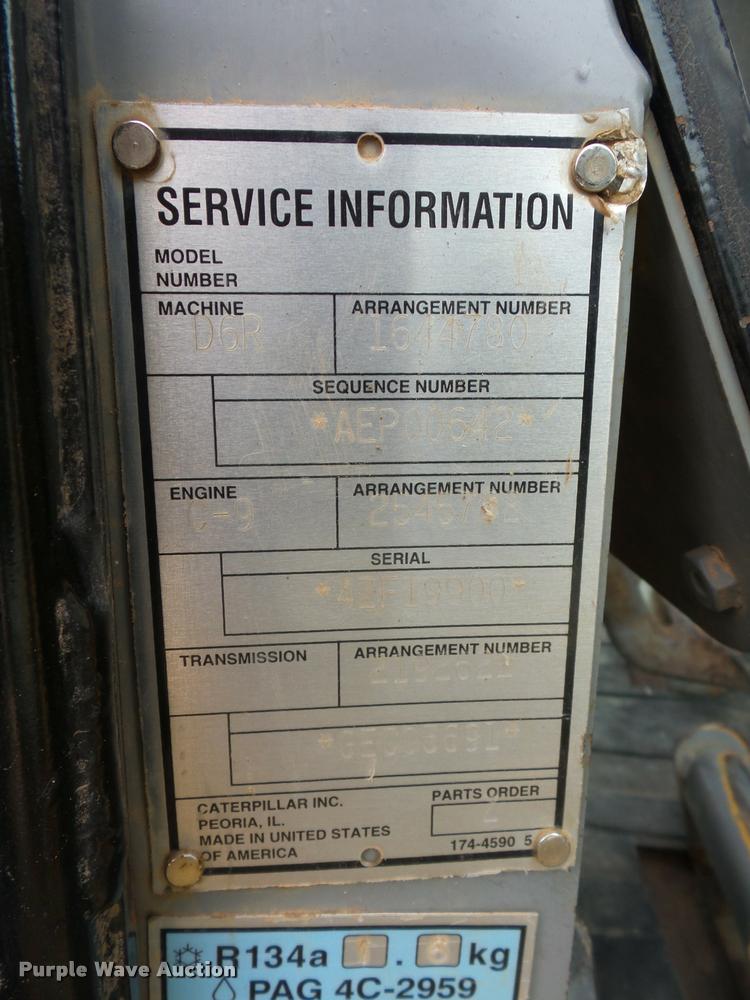 SERVICE INFORMATION
MODEL
NUMBER
MACHINE ARRANGEMENT NUMBER
D6R 1644780
SEQUENCE NUMBER
*AEP00642*
ENGINE ARRANGEMENT NUMBER
C-9
SERIAL
TRANSMISSION ARRANGEMENT NUMBER
CATERPILLAR INC. PARTS ORDER
PEORIA, IL.
MADE IN UNITED STATES
OF AMERICA 174-4590 5
R134a kg
PAG 4C-2959
Purple Wave Auction